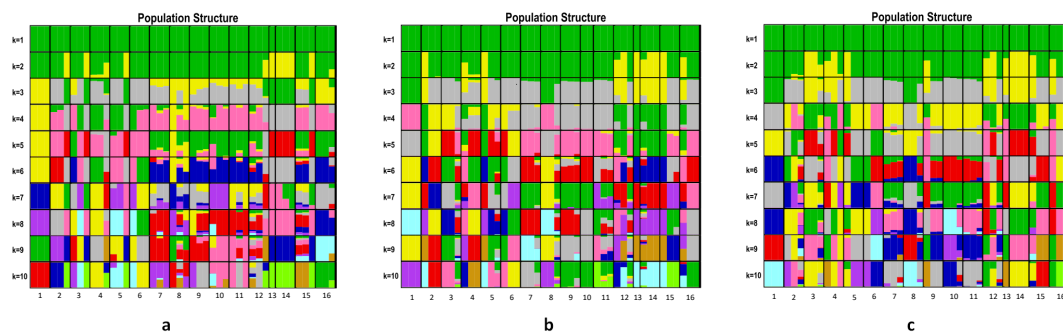 Population Structure
k=1
k=2
k=3
k=4
k=5
k=6
k=7
k=8
k=9
k=10
1 2 3 4 5 6 7 8 9 10 11 12 13 14 15 16
a
Population Structure
k=1
k=2
k=3
k=4
k=5
k=6
k=7
k=8
k=9
k=10
1 2 3 4 5 6 7 8 9 10 11 12 13 14 15 16
b
Population Structure
k=1
k=2
k=3
k=4
k=5
k=6
k=7
k=8
k=9
k=10
1 2 3 4 5 6 7 8 9 10 11 12 13 14 15 16
c